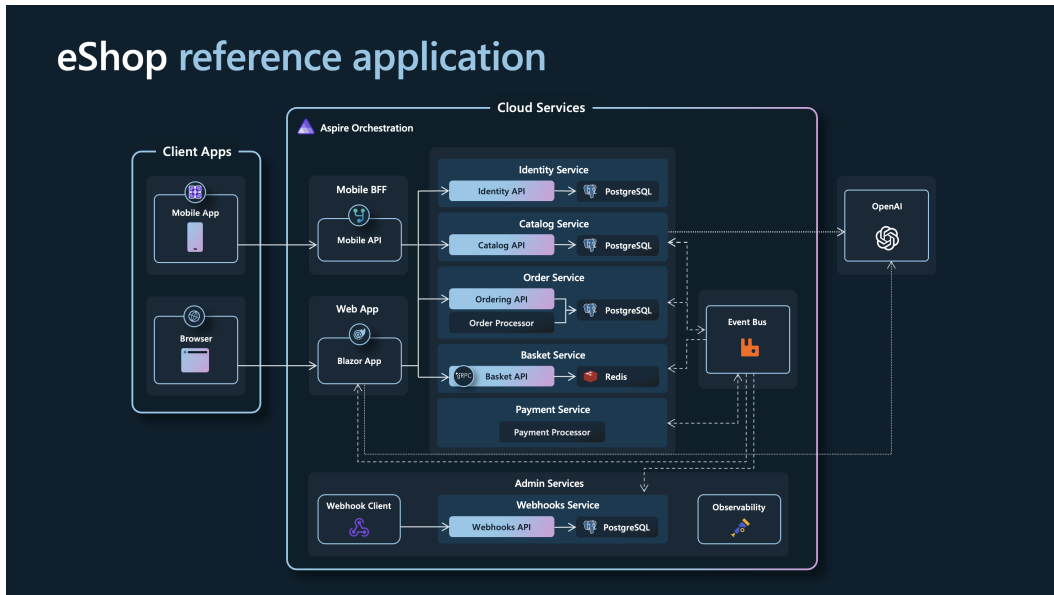 eShop reference application
Cloud Services
Aspire Orchestration
Client Apps
Mobile App
Browser
Mobile BFF
Mobile API
Web App
Blazor App
Identity Service
Identity API
PostgreSQL
Catalog Service
Catalog API
PostgreSQL
Order Service
Ordering API
Order Processor
PostgreSQL
Basket Service
gRPC
Basket API
Redis
Payment Service
Payment Processor
Event Bus
OpenAI
Admin Services
Webhook Client
Webhooks Service
Webhooks API
PostgreSQL
Observability